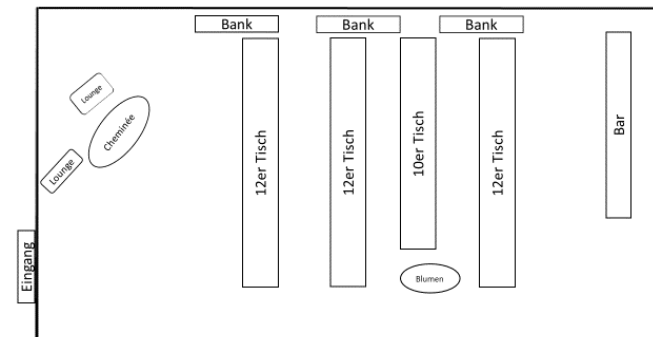 Bank
Bank
Bank
Lounge
Cheminée
Lounge
Eingang
12er Tisch
12er Tisch
10er Tisch
12er Tisch
Blumen
Bar